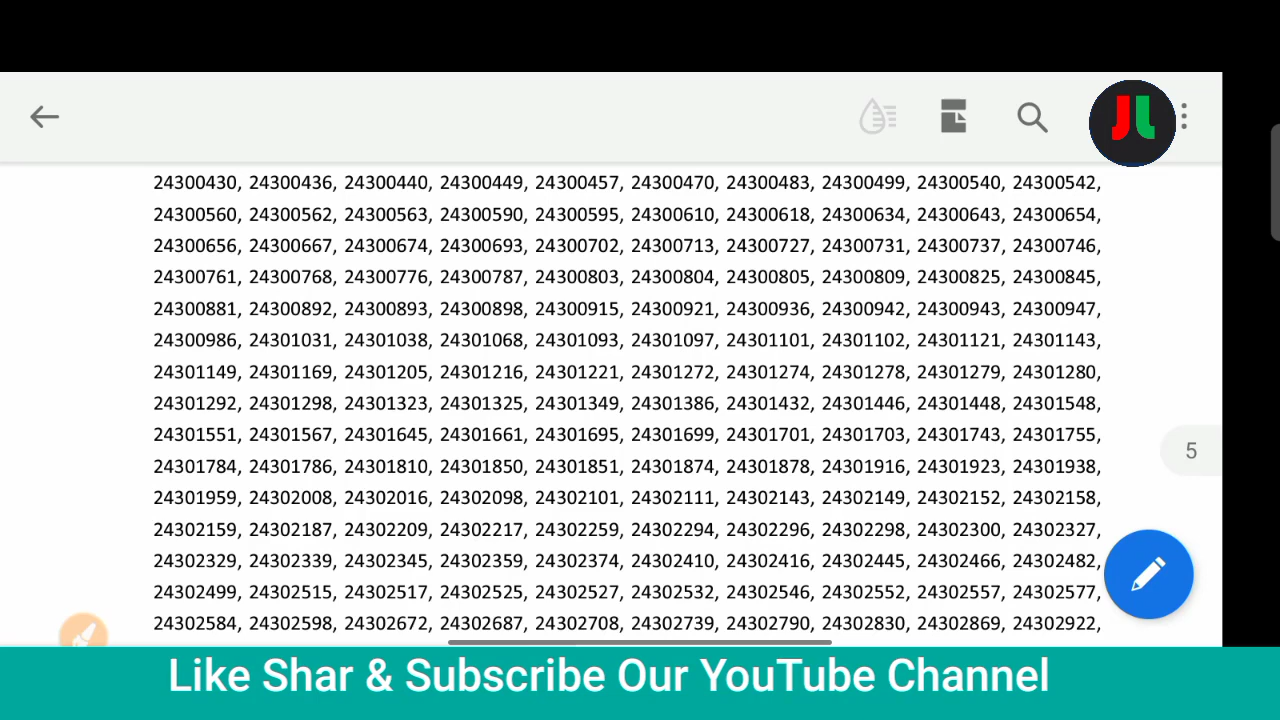 JL
24300430, 24300436, 24300440, 24300449, 24300457, 24300470, 24300483, 24300499, 24300540, 24300542,
24300560, 24300562, 24300563, 24300590, 24300595, 24300610, 24300618, 24300634, 24300643, 24300654,
24300656, 24300667, 24300674, 24300693, 24300702, 24300713, 24300727, 24300731, 24300737, 24300746,
24300761, 24300768, 24300776, 24300787, 24300803, 24300804, 24300805, 24300809, 24300825, 24300845,
24300881, 24300892, 24300893, 24300898, 24300915, 24300921, 24300936, 24300942, 24300943, 24300947,
24300986, 24301031, 24301038, 24301068, 24301093, 24301097, 24301101, 24301102, 24301121, 24301143,
24301149, 24301169, 24301205, 24301216, 24301221, 24301272, 24301274, 24301278, 24301279, 24301280,
24301292, 24301298, 24301323, 24301325, 24301349, 24301386, 24301432, 24301446, 24301448, 24301548,
24301551, 24301567, 24301645, 24301661, 24301695, 24301699, 24301701, 24301703, 24301743, 24301755,
5
24301784, 24301786, 24301810, 24301850, 24301851, 24301874, 24301878, 24301916, 24301923, 24301938,
24301959, 24302008, 24302016, 24302098, 24302101, 24302111, 24302143, 24302149, 24302152, 24302158,
24302159, 24302187, 24302209, 24302217, 24302259, 24302294, 24302296, 24302298, 24302300, 24302327,
24302329, 24302339, 24302345, 24302359, 24302374, 24302410, 24302416, 24302445, 24302466, 24302482,
24302499, 24302515, 24302517, 24302525, 24302527, 24302532, 24302546, 24302552, 24302557, 24302577,
24302584, 24302598, 24302672, 24302687, 24302708, 24302739, 24302790, 24302830, 24302869, 24302922,
Like Shar & Subscribe Our YouTube Channel